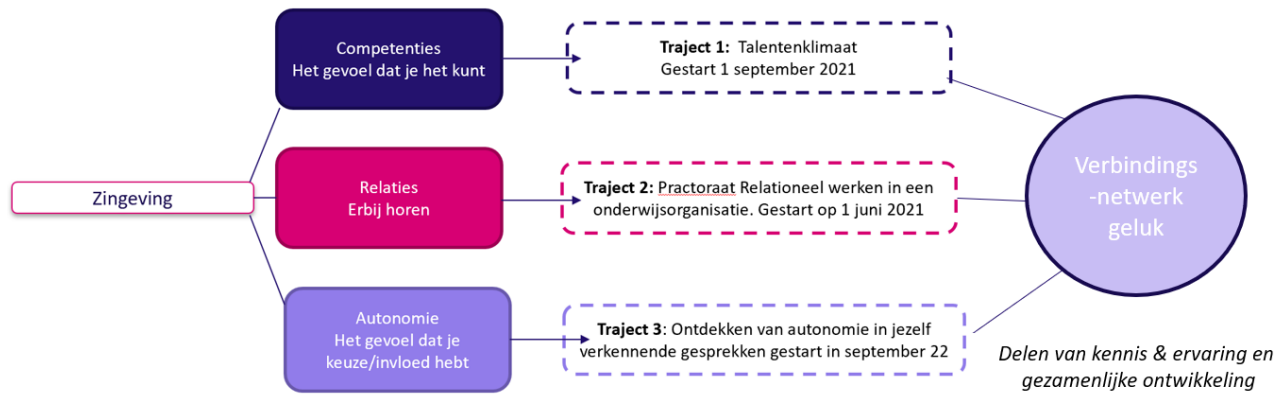 Zingeving
Competenties
Het gevoel dat je het kunt
Relaties
Erbij horen
Autonomie
Het gevoel dat je
keuze/invloed hebt
Traject 1: Talentenklimaat
Gestart 1 september 2021
Traject 2: Practoraat Relationeel werken in een
onderwijsorganisatie. Gestart op 1 juni 2021
Traject 3: Ontdekken van autonomie in jezelf
verkennende gesprekken gestart in september 22
Verbindings
-netwerk
geluk
Delen van kennis & ervaring en
gezamenlijke ontwikkeling